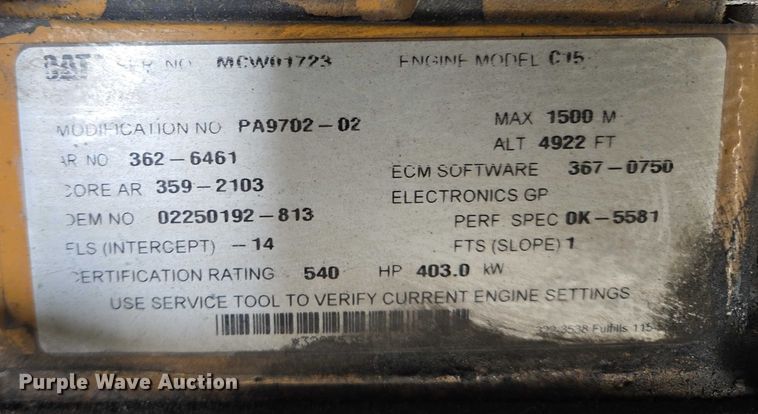 CAT SER NO MCW01723 ENGINE MODEL C15
MODIFICATION NO PA9702-02 MAX 1500 M
ALT 4922 FT
AR NO 362-6461 ECM SOFTWARE 367-0750
CORE AR 359-2103 ELECTRONICS GP
OEM NO 02250192-813 PERF SPEC 0K-5581
FLS (INTERCEPT) -14 FTS (SLOPE) 1
CERTIFICATION RATING 540 HP 403.0 kW
USE SERVICE TOOL TO VERIFY CURRENT ENGINE SETTINGS
Fulfills
Purple Wave Auction